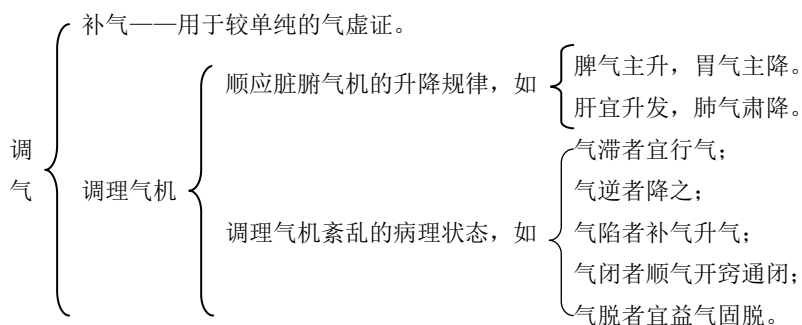 补气——用于较单纯的气虚证。
脾气主升，胃气主降。
顺应脏腑气机的升降规律，如
肝宜升发，肺气肃降。
调气
气滞者宜行气；
调理气机
气逆者降之；
调理气机紊乱的病理状态，如
气陷者补气升气；
气闭者顺气开窍通闭；
气脱者宜益气固脱。